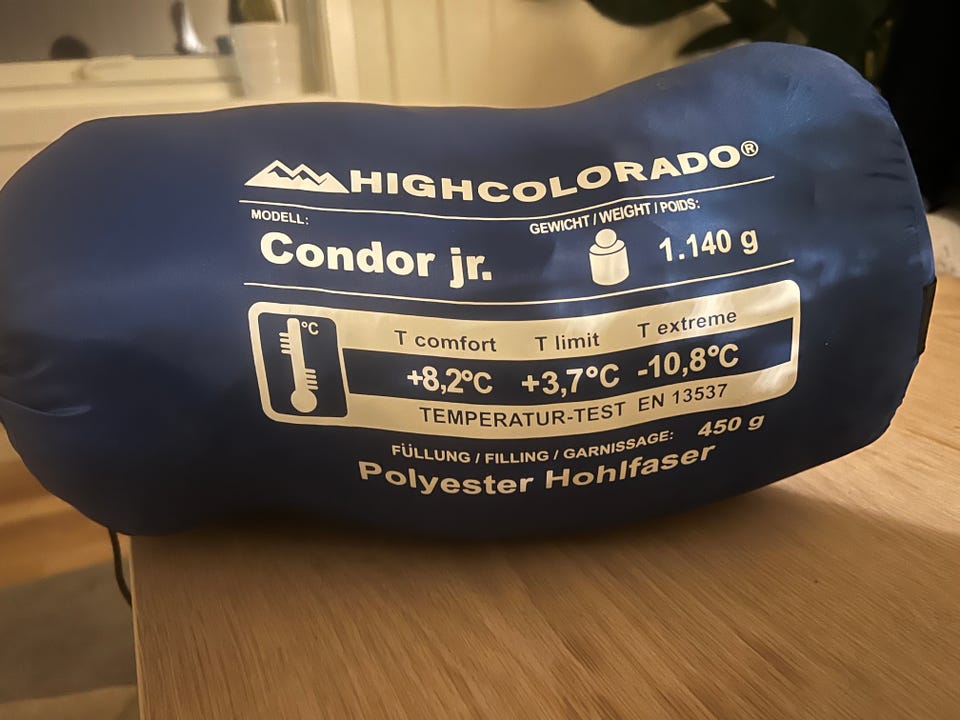 HIGHCOLORADO®
MODELL:
Condor jr.
GEWICHT / WEIGHT / POIDS:
1.140 g
°C
T comfort T limit T extreme
+8,2°C +3,7°C -10,8°C
TEMPERATUR-TEST EN 13537
FÜLLUNG / FILLING / GARNISSAGE: 450 g
Polyester Hohlfaser